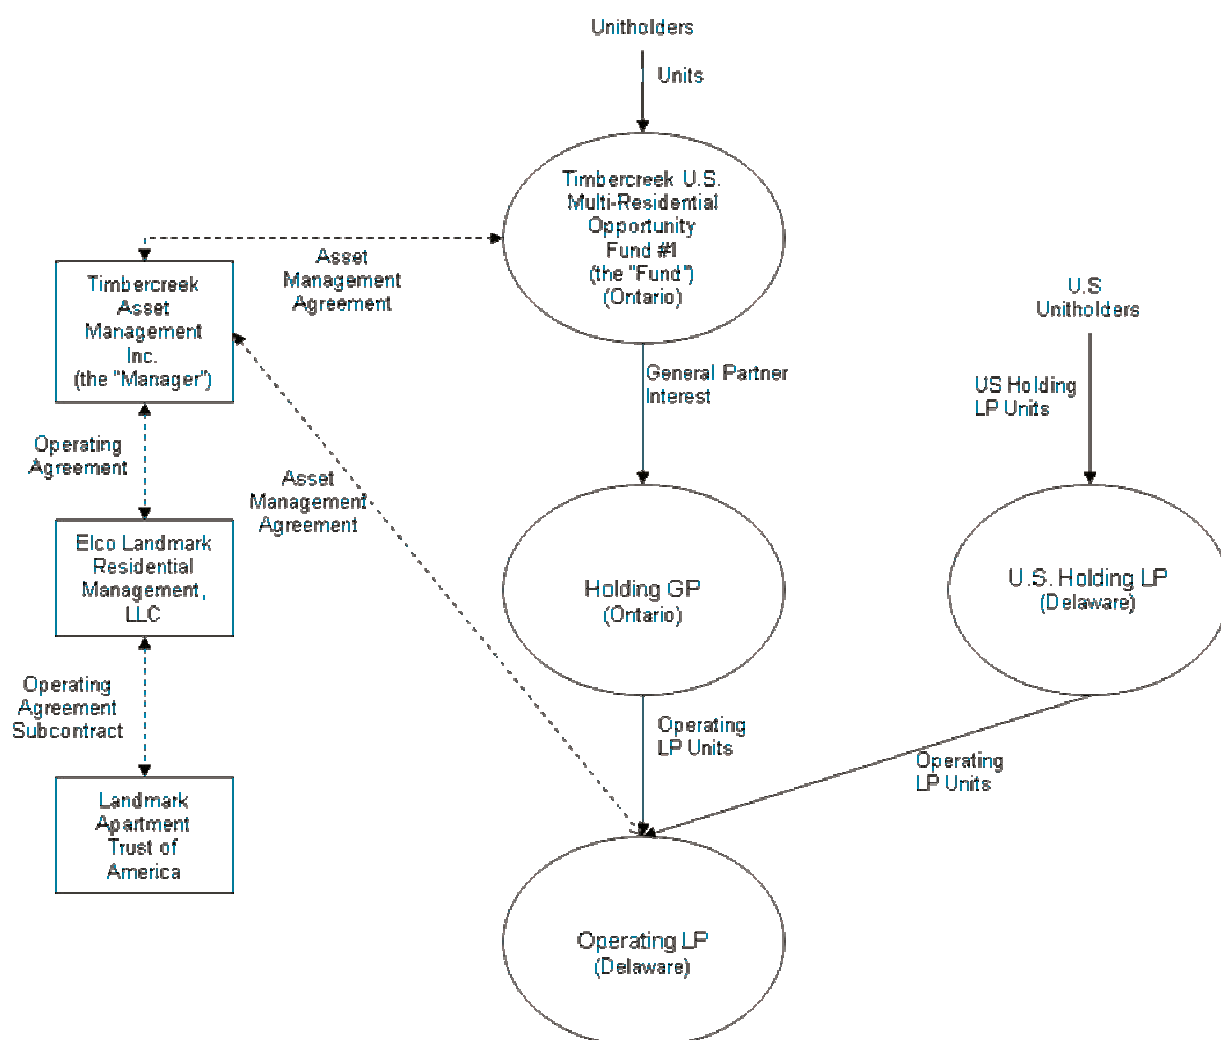 Unitholders
Units
Timbercreek U.S.
Multi-Residential
Opportunity
Fund #1
(the "Fund")
(Ontario)
Asset
Management
Agreement
Timbercreek
Asset
Management
Inc.
(the "Manager")
U.S
Unitholders
General Partner
Interest
US Holding
LP Units
Operating
Agreement
Asset
Management
Agreement
Elco Landmark
Residential
Management,
LLC
Holding GP
(Ontario)
U.S. Holding LP
(Delaware)
Operating
Agreement
Subcontract
Operating
LP Units
Operating
LP Units
Landmark
Apartment
Trust of
America
Operating LP
(Delaware)